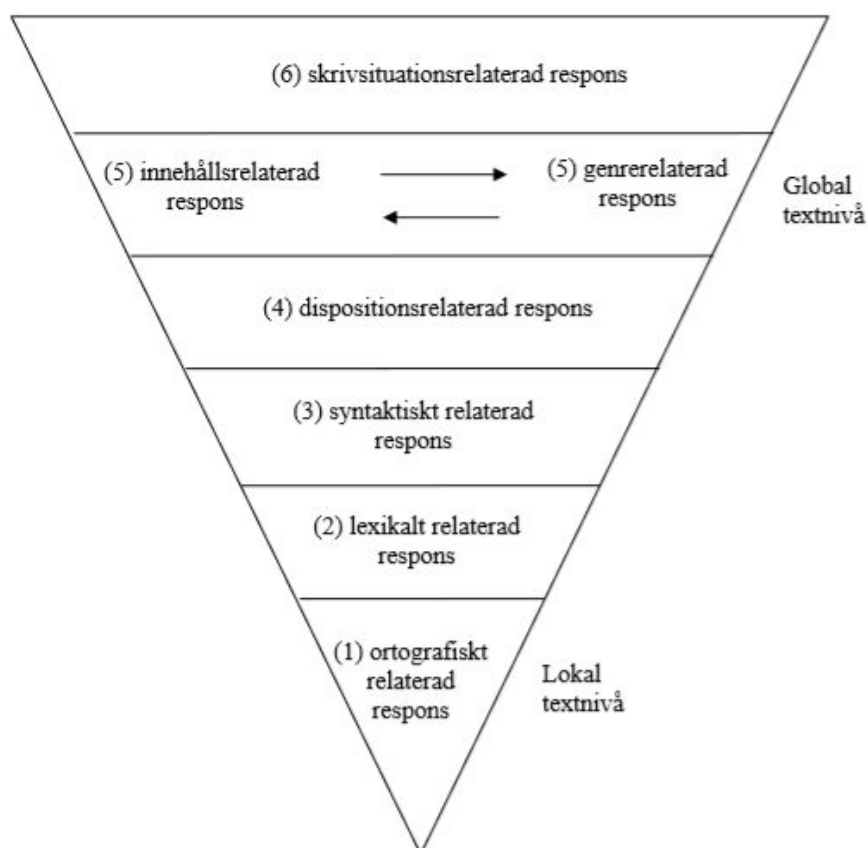 (6) skrivsituationsrelaterad respons
(5) innehållsrelaterad
respons
(5) genrerelaterad
respons
Global
textnivå
(4) dispositionsrelaterad respons
(3) syntaktiskt relaterad
respons
(2) lexikalt relaterad
respons
(1) ortografiskt
relaterad
respons
Lokal
textnivå